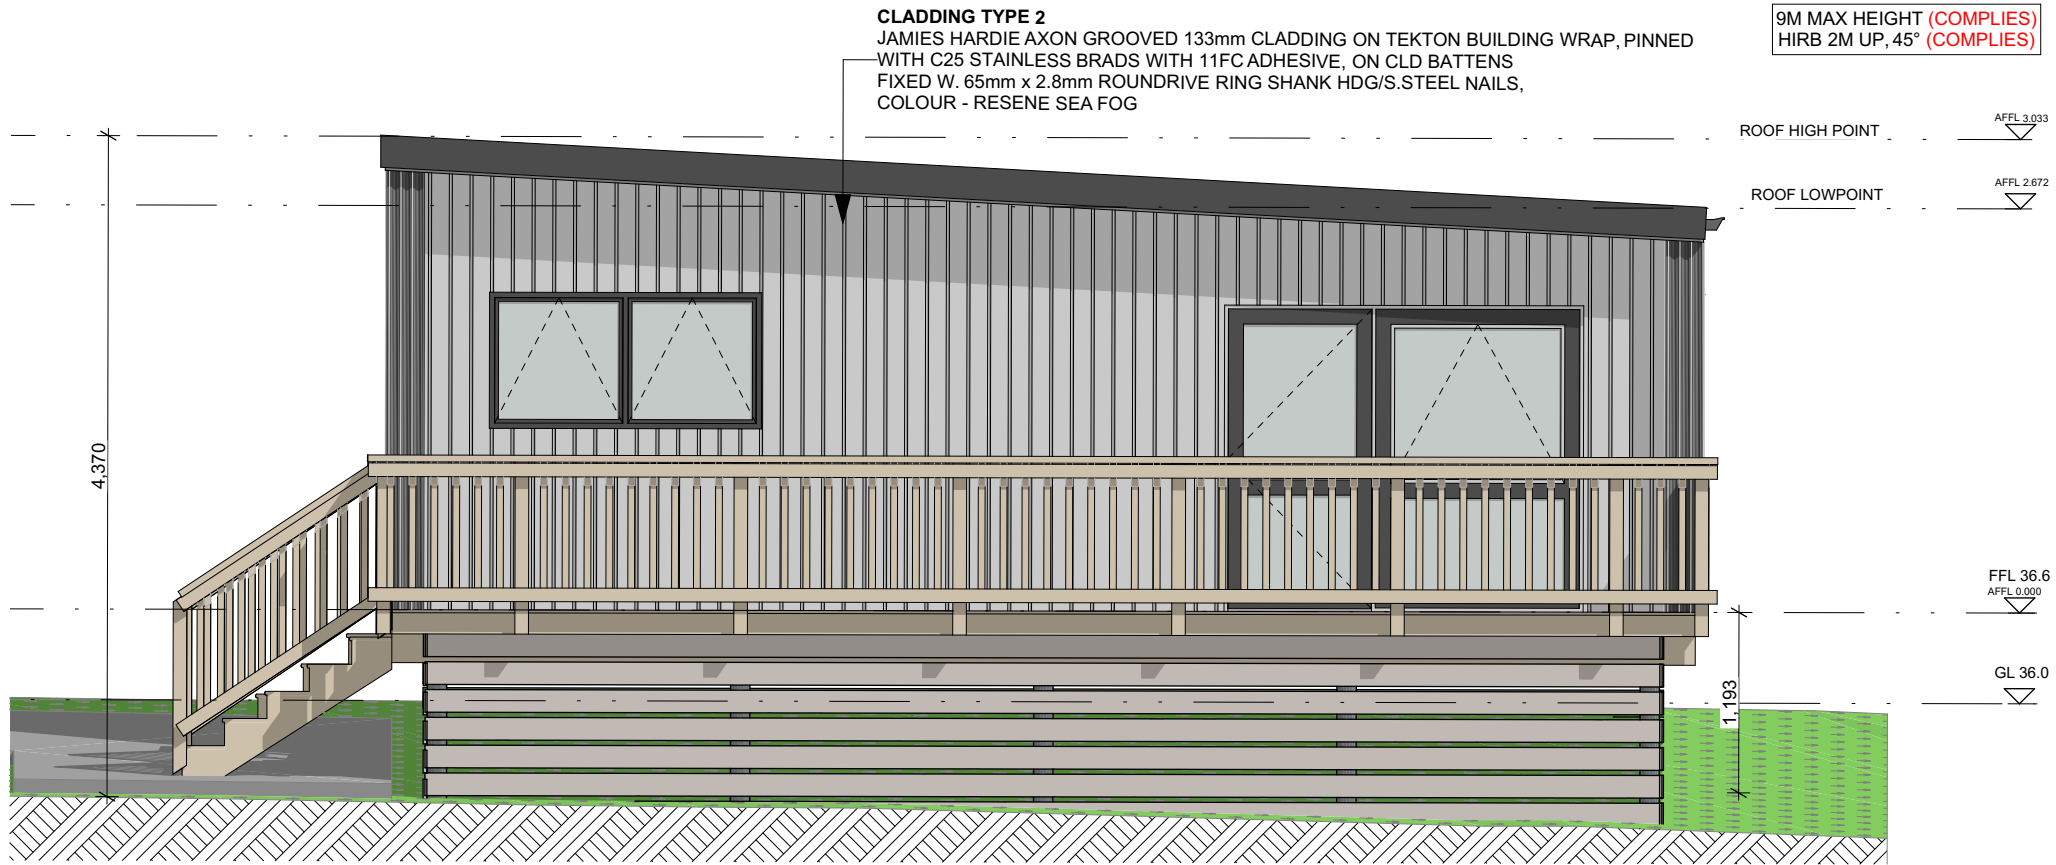 CLADDING TYPE 2
JAMIES HARDIE AXON GROOVED 133mm CLADDING ON TEKTON BUILDING WRAP, PINNED
WITH C25 STAINLESS BRADS WITH 11FC ADHESIVE, ON CLD BATTENS
FIXED W. 65mm x 2.8mm ROUNDRIVE RING SHANK HDG/S.STEEL NAILS,
COLOUR - RESENE SEA FOG
9M MAX HEIGHT (COMPLIES)
HIRB 2M UP, 45° (COMPLIES)
ROOF HIGH POINT
AFFL 3.033
ROOF LOWPOINT
AFFL 2.672
4,370
FFL 36.6
AFFL 0.000
GL 36.0
1,193